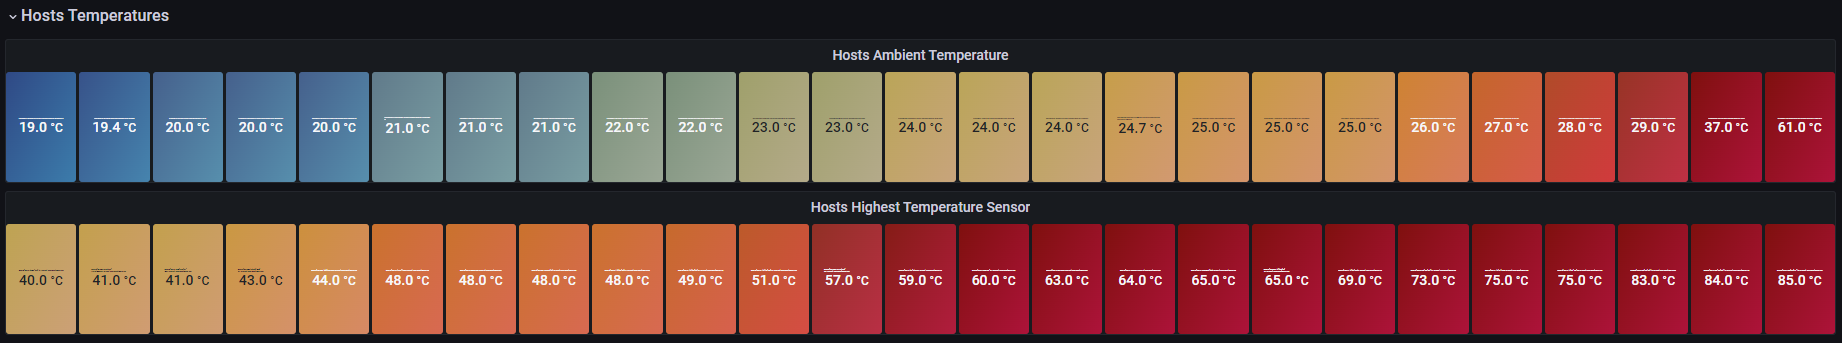 Hosts Temperatures
Hosts Ambient Temperature
19.0 °C 19.4 °C 20.0 °C 20.0 °C 20.0 °C 21.0 °C 21.0 °C 21.0 °C 22.0 °C 22.0 °C 23.0 °C 23.0 °C 24.0 °C 24.0 °C 24.0 °C 24.7 °C 25.0 °C 25.0 °C 25.0 °C 26.0 °C 27.0 °C 28.0 °C 29.0 °C 37.0 °C 61.0 °C
Hosts Highest Temperature Sensor
40.0 °C 41.0 °C 41.0 °C 43.0 °C 44.0 °C 48.0 °C 48.0 °C 48.0 °C 48.0 °C 49.0 °C 51.0 °C 57.0 °C 59.0 °C 60.0 °C 63.0 °C 64.0 °C 65.0 °C 65.0 °C 69.0 °C 73.0 °C 75.0 °C 75.0 °C 83.0 °C 84.0 °C 85.0 °C